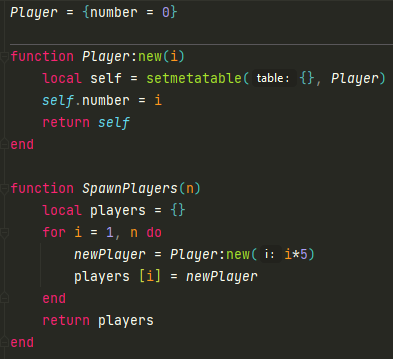 Player = {number = 0}
function Player:new(i)
local self = setmetatable( table: {}, Player)
self.number = i
return self
end
function SpawnPlayers(n)
local players = {}
for i = 1, n do
newPlayer = Player:new( i: i*5)
players [i] = newPlayer
end
return players
end